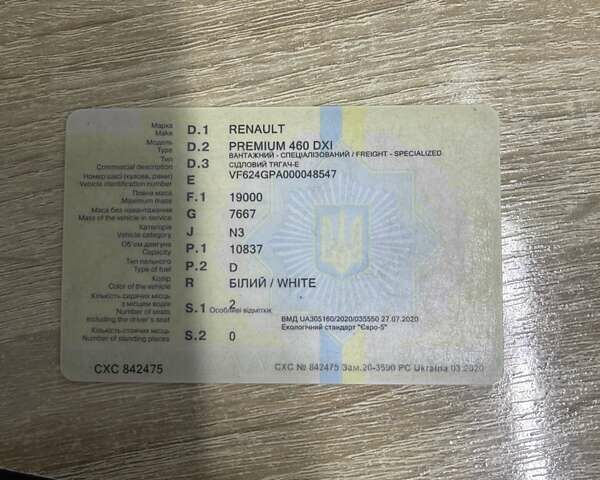 Марка
Make D.1 RENAULT
Модель
Type D.2 PREMIUM 460 DXI
ВАНТАЖНИЙ - СПЕЦІАЛІЗОВАНИЙ / FREIGHT - SPECIALIZED
Тип
Commercial description D.3 СІДЛОВИЙ ТЯГАЧ-Е
Номер шасі (кузова, рами)
Vehicle identification number E VF624GPA000048547
Повна маса
Maximum mass F.1 19000
Маса без навантаження
Mass of the vehicle in service G 7667
Категорія
Vehicle category J N3
Об'єм двигуна
Capacity P.1 10837
Тип пального
Type of fuel P.2 D
Колір
Color of the vehicle R БІЛИЙ / WHITE
Кількість сидячих місць
з місцем водія
Number of seats
including the driver's seat S.1 2
Особливі відмітки:
ВМД UA305160/2020/035550 27.07.2020
Екологічний стандарт "Євро-5"
Кількість стоячих місць
Number of standing places S.2 0
СХС 842475
СХС № 842475 Зам.20-3590 РС Ukraina 03.2020